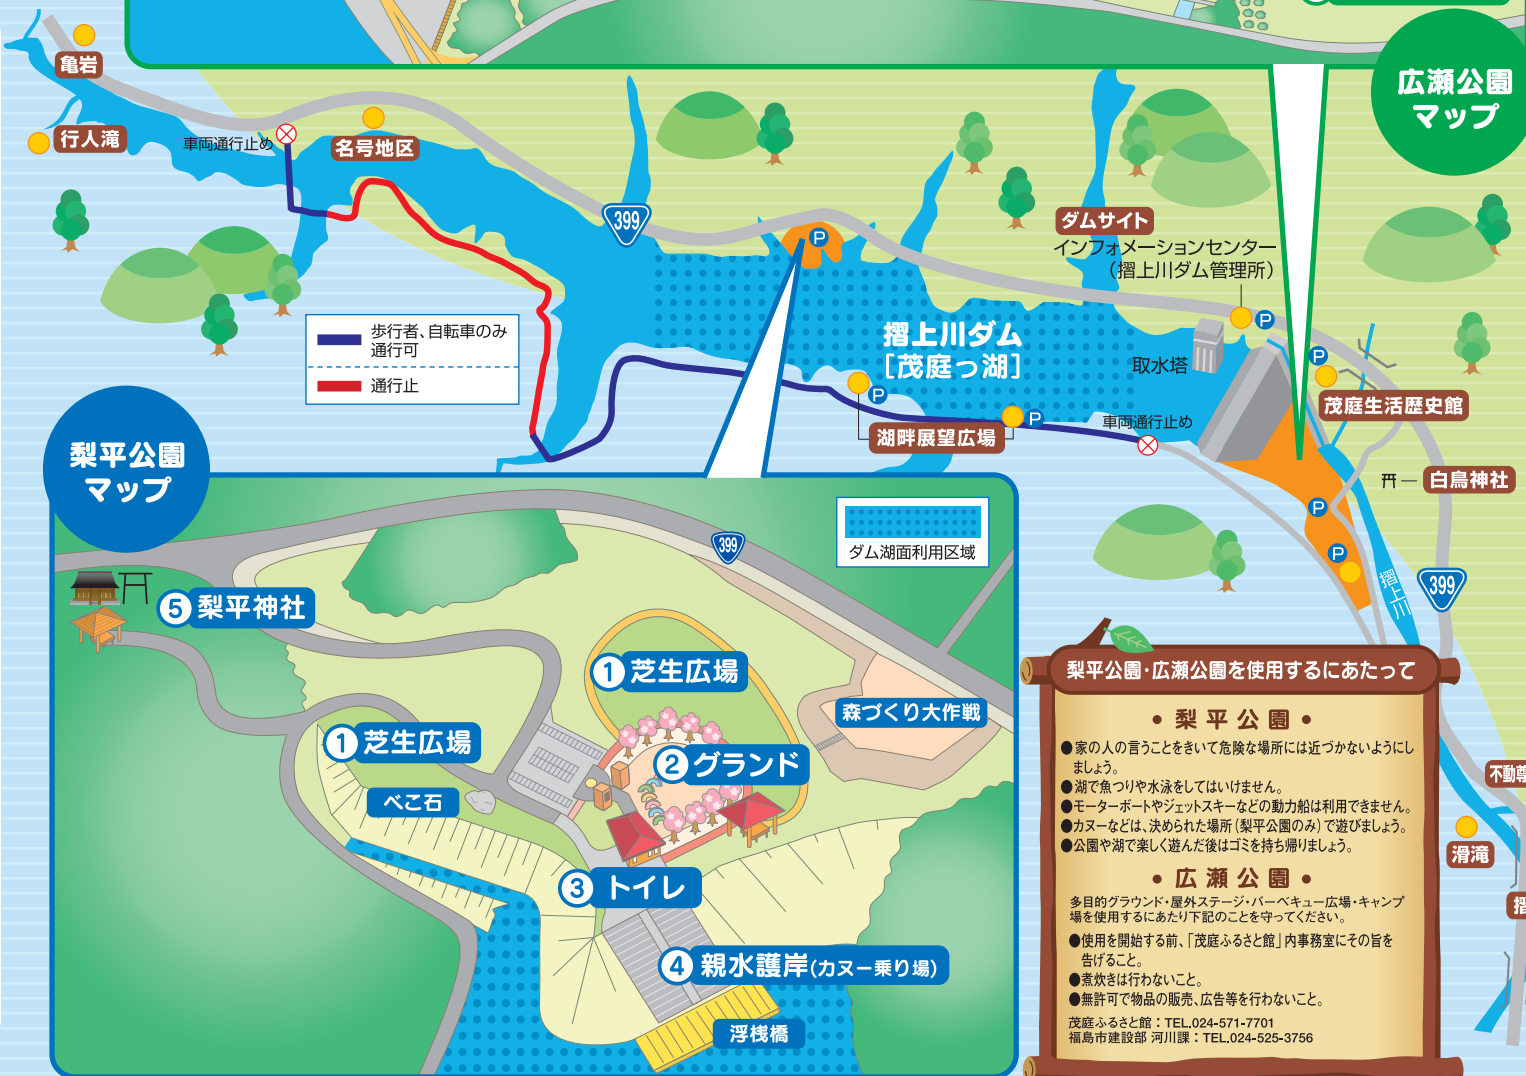 亀岩
行人滝
車両通行止め
名号地区
399
P
広瀬公園
マップ
ダムサイト
インフォメーションセンター
(摺上川ダム管理所)
P
歩行者、自転車のみ
通行可
通行止
摺上川ダム
[茂庭っ湖]
取水塔
P
茂庭生活歴史館
P
P
湖畔展望広場
車両通行止め
白鳥神社
P
P
摺上川
399
梨平公園
マップ
399
ダム湖面利用区域
⑤ 梨平神社
① 芝生広場
① 芝生広場
森づくり大作戦
② グランド
べこ石
③ トイレ
④ 親水護岸(カヌー乗り場)
浮桟橋
梨平公園・広瀬公園を使用するにあたって
• 梨平公園 •
●家の人の言うことをきいて危険な場所には近づかないようにし
ましょう。
●湖で魚つりや水泳をしてはいけません。
●モーターボートやジェットスキーなどの動力船は利用できません。
●カヌーなどは、決められた場所(梨平公園のみ)で遊びましょう。
●公園や湖で楽しく遊んだ後はゴミを持ち帰りましょう。
• 広瀬公園 •
多目的グラウンド・屋外ステージ・バーベキュー広場・キャンプ
場を使用するにあたり下記のことを守ってください。
●使用を開始する前、「茂庭ふるさと館」内事務室にその旨を
告げること。
●煮炊きは行わないこと。
●無許可で物品の販売、広告等を行わないこと。
茂庭ふるさと館：TEL.024-571-7701
福島市建設部 河川課：TEL.024-525-3756
不動尊
滑滝
摺